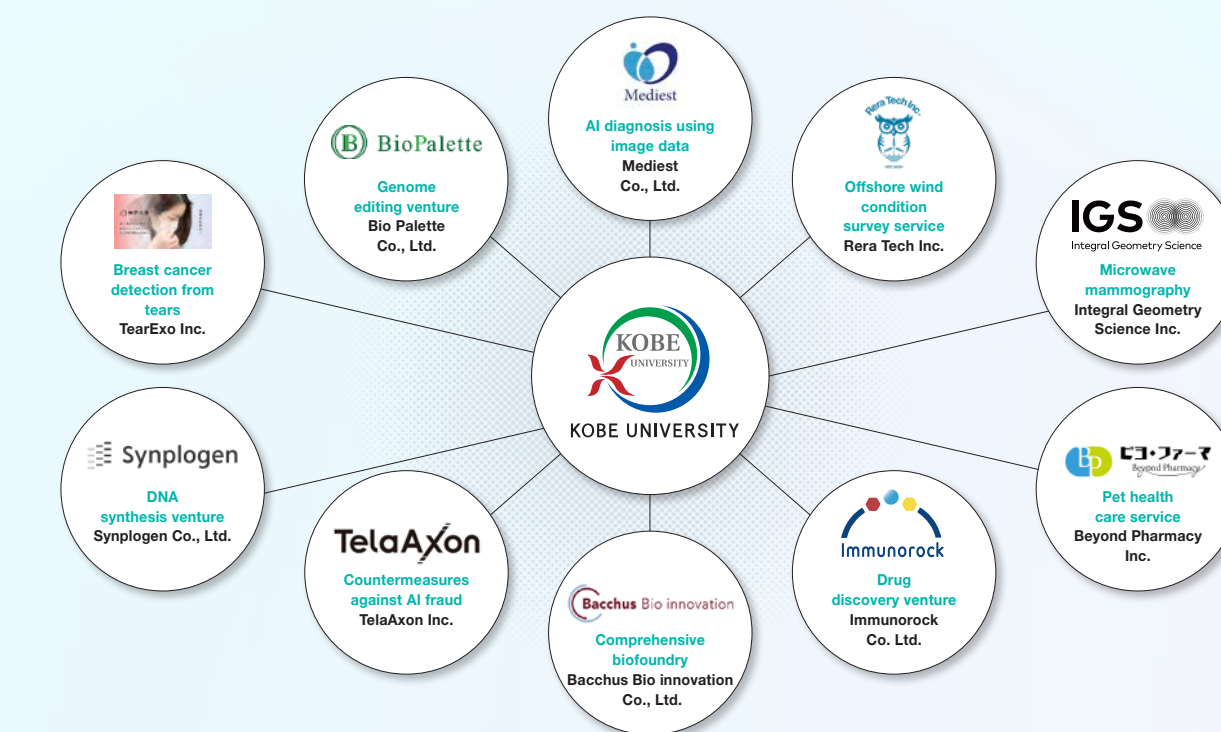 Mediest
AI diagnosis using
image data
Mediest
Co., Ltd.
BioPalette
Genome
editing venture
Bio Palette
Co., Ltd.
Rera Tech Inc.
Offshore wind
condition
survey service
Rera Tech Inc.
Breast cancer
detection from
tears
TearExo Inc.
IGS
Integral Geometry Science
Microwave
mammography
Integral Geometry
Science Inc.
KOBE
UNIVERSITY
KOBE UNIVERSITY
Synplogen
DNA
synthesis venture
Synplogen Co., Ltd.
ビヨ・ファーマ
Beyond Pharmacy
Pet health
care service
Beyond Pharmacy
Inc.
TelaAxon
Countermeasures
against AI fraud
TelaAxon Inc.
Immunorock
Drug
discovery venture
Immunorock
Co. Ltd.
Bacchus Bio innovation
Comprehensive
biofoundry
Bacchus Bio innovation
Co., Ltd.